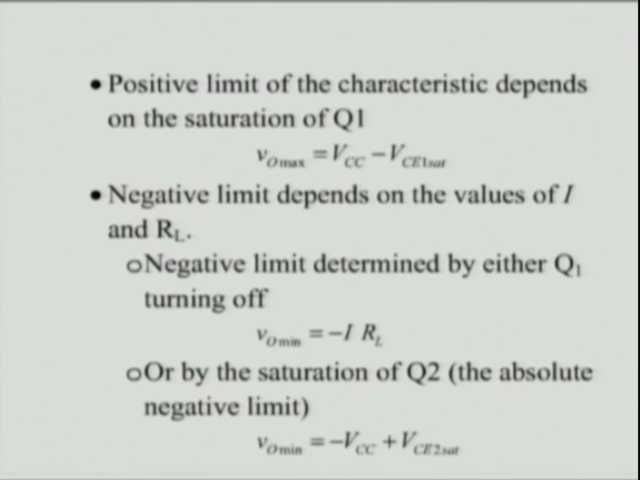 • Positive limit of the characteristic depends
on the saturation of Q1
v_Omax = V_CC − V_CE1sat
• Negative limit depends on the values of I
and R_L.
o Negative limit determined by either Q₁
turning off
v_Omin = −I R_L
o Or by the saturation of Q2 (the absolute
negative limit)
v_Omin = −V_CC + V_CE2sat